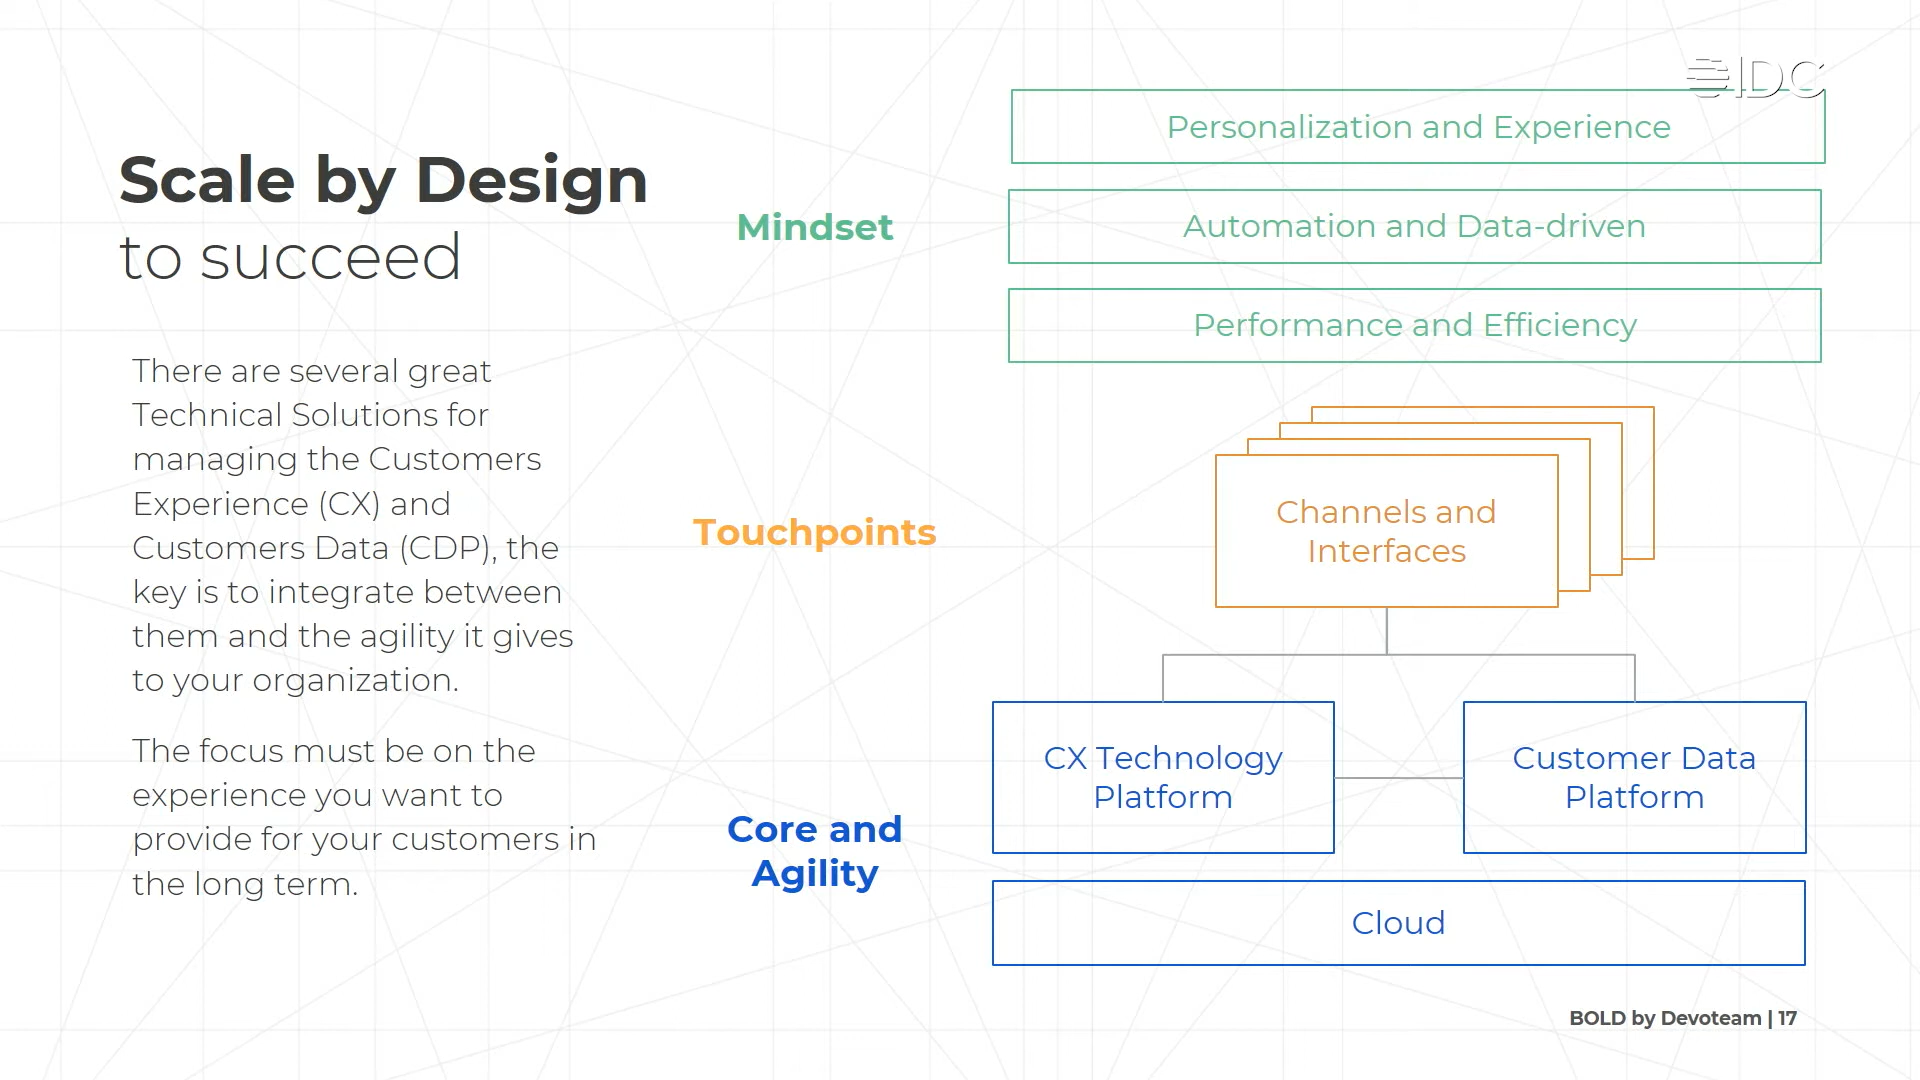 IDC
Scale by Design
to succeed
There are several great
Technical Solutions for
managing the Customers
Experience (CX) and
Customers Data (CDP), the
key is to integrate between
them and the agility it gives
to your organization.
The focus must be on the
experience you want to
provide for your customers in
the long term.
Mindset
Personalization and Experience
Automation and Data-driven
Performance and Efficiency
Touchpoints
Channels and
Interfaces
Core and
Agility
CX Technology
Platform
Customer Data
Platform
Cloud
BOLD by Devoteam | 17